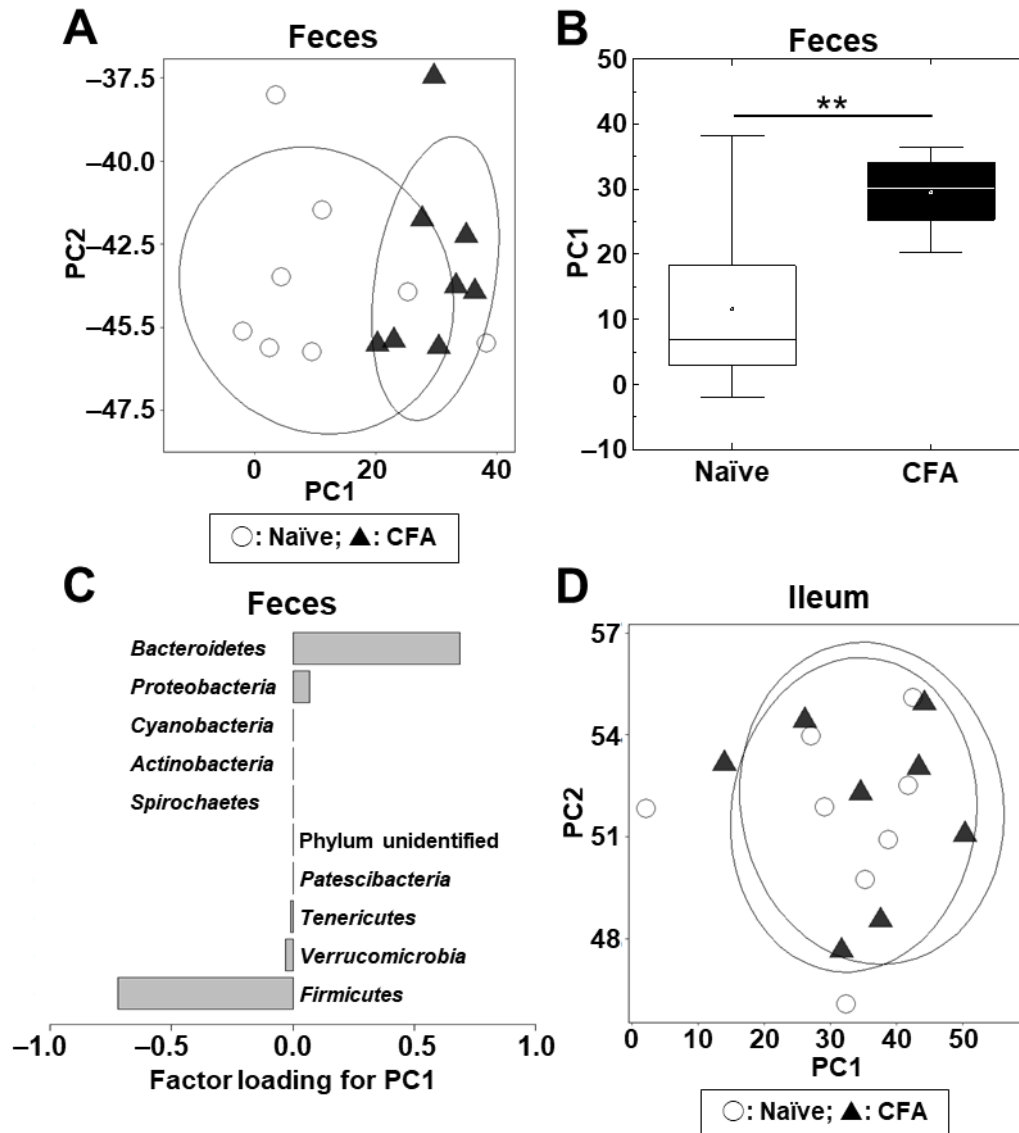 A
Feces
–37.5
–40.0
–42.5
–45.5
–47.5
PC2
0
20
40
PC1
○: Naïve; ▲: CFA
B
Feces
**
50
40
30
20
10
0
–10
PC1
Naïve
CFA
C
Feces
Bacteroidetes
Proteobacteria
Cyanobacteria
Actinobacteria
Spirochaetes
Phylum unidentified
Patescibacteria
Tenericutes
Verrucomicrobia
Firmicutes
–1.0
–0.5
0.0
0.5
1.0
Factor loading for PC1
D
Ileum
57
54
51
48
PC2
0
10
20
30
40
50
PC1
○: Naïve; ▲: CFA